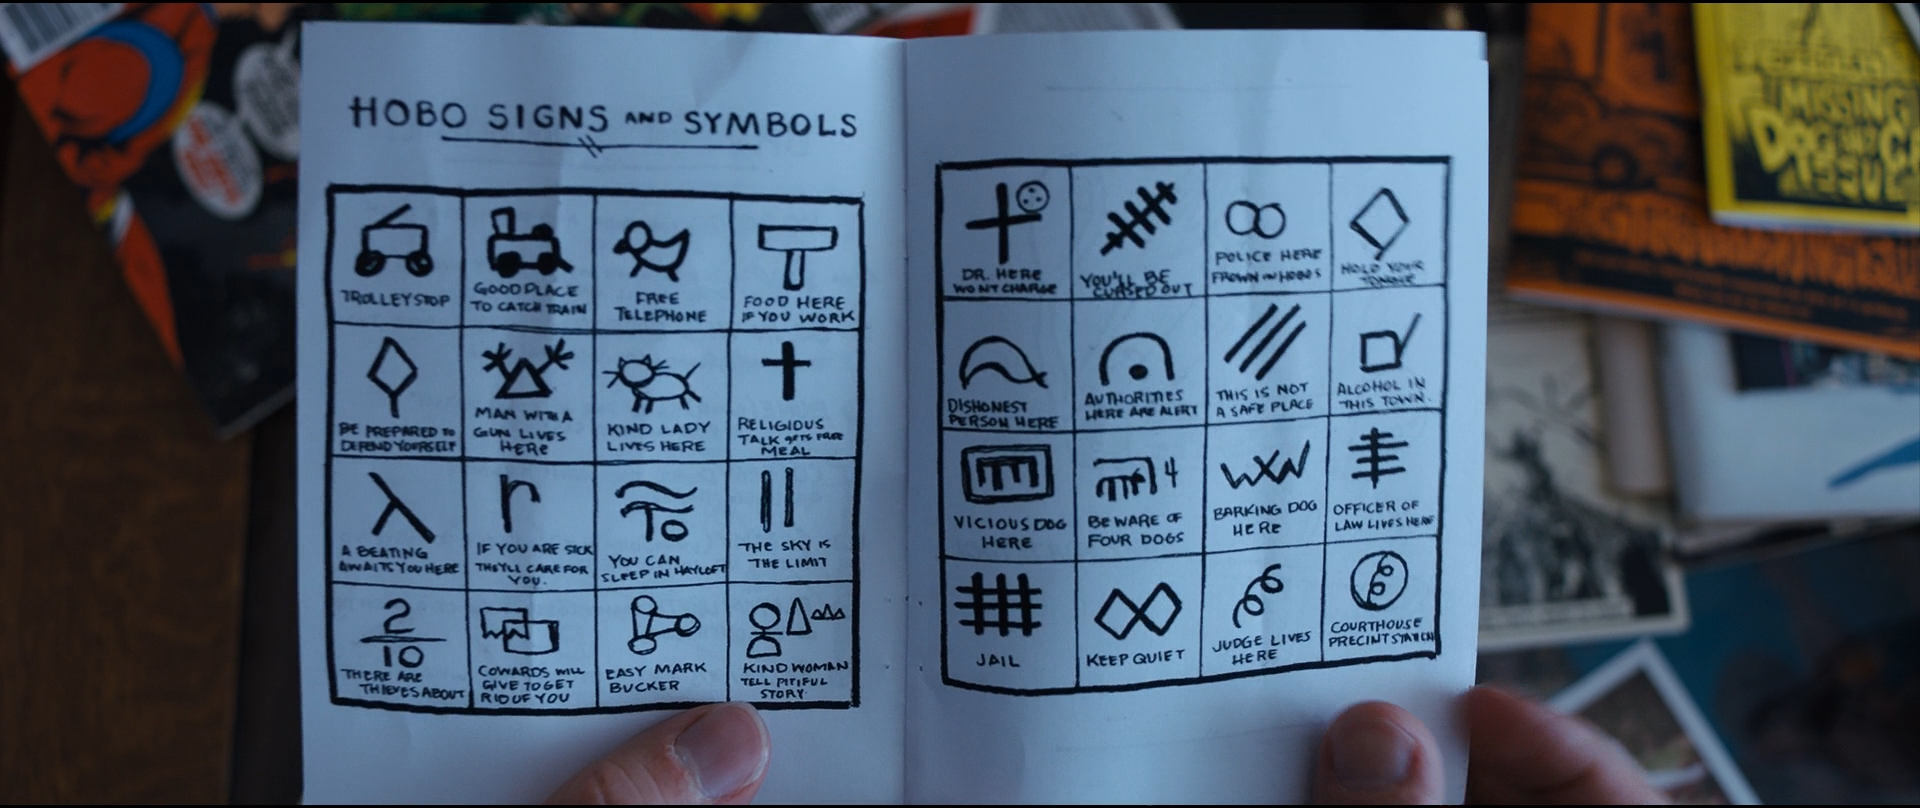 HOBO SIGNS AND SYMBOLS
TROLLEY STOP
GOOD PLACE
TO CATCH TRAIN
FREE
TELEPHONE
FOOD HERE
IF YOU WORK
BE PREPARED TO
DEFEND YOURSELF
MAN WITH A
GUN LIVES
HERE
KIND LADY
LIVES HERE
RELIGIOUS
TALK GETS FREE
MEAL
A BEATING
AWAITS YOU HERE
IF YOU ARE SICK
THEY'LL CARE FOR
YOU.
YOU CAN
SLEEP IN HAYLOFT
THE SKY IS
THE LIMIT
2
10
THERE ARE
THIEVES ABOUT
COWARDS WILL
GIVE TO GET
RID OF YOU
EASY MARK
BUCKER
KIND WOMAN
TELL PITIFUL
STORY
DR. HERE
WONT CHARGE
YOU'LL BE
CURSED OUT
POLICE HERE
FROWN ON HOBOS
HOLD YOUR
TONGUE
DISHONEST
PERSON HERE
AUTHORITIES
HERE ARE ALERT
THIS IS NOT
A SAFE PLACE
ALCOHOL IN
THIS TOWN.
VICIOUS DOG
HERE
4
BEWARE OF
FOUR DOGS
BARKING DOG
HERE
OFFICER OF
LAW LIVES HERE
JAIL
KEEP QUIET
JUDGE LIVES
HERE
COURTHOUSE
PRECINT STATION
MISSING
DOG AND C
ISSUE